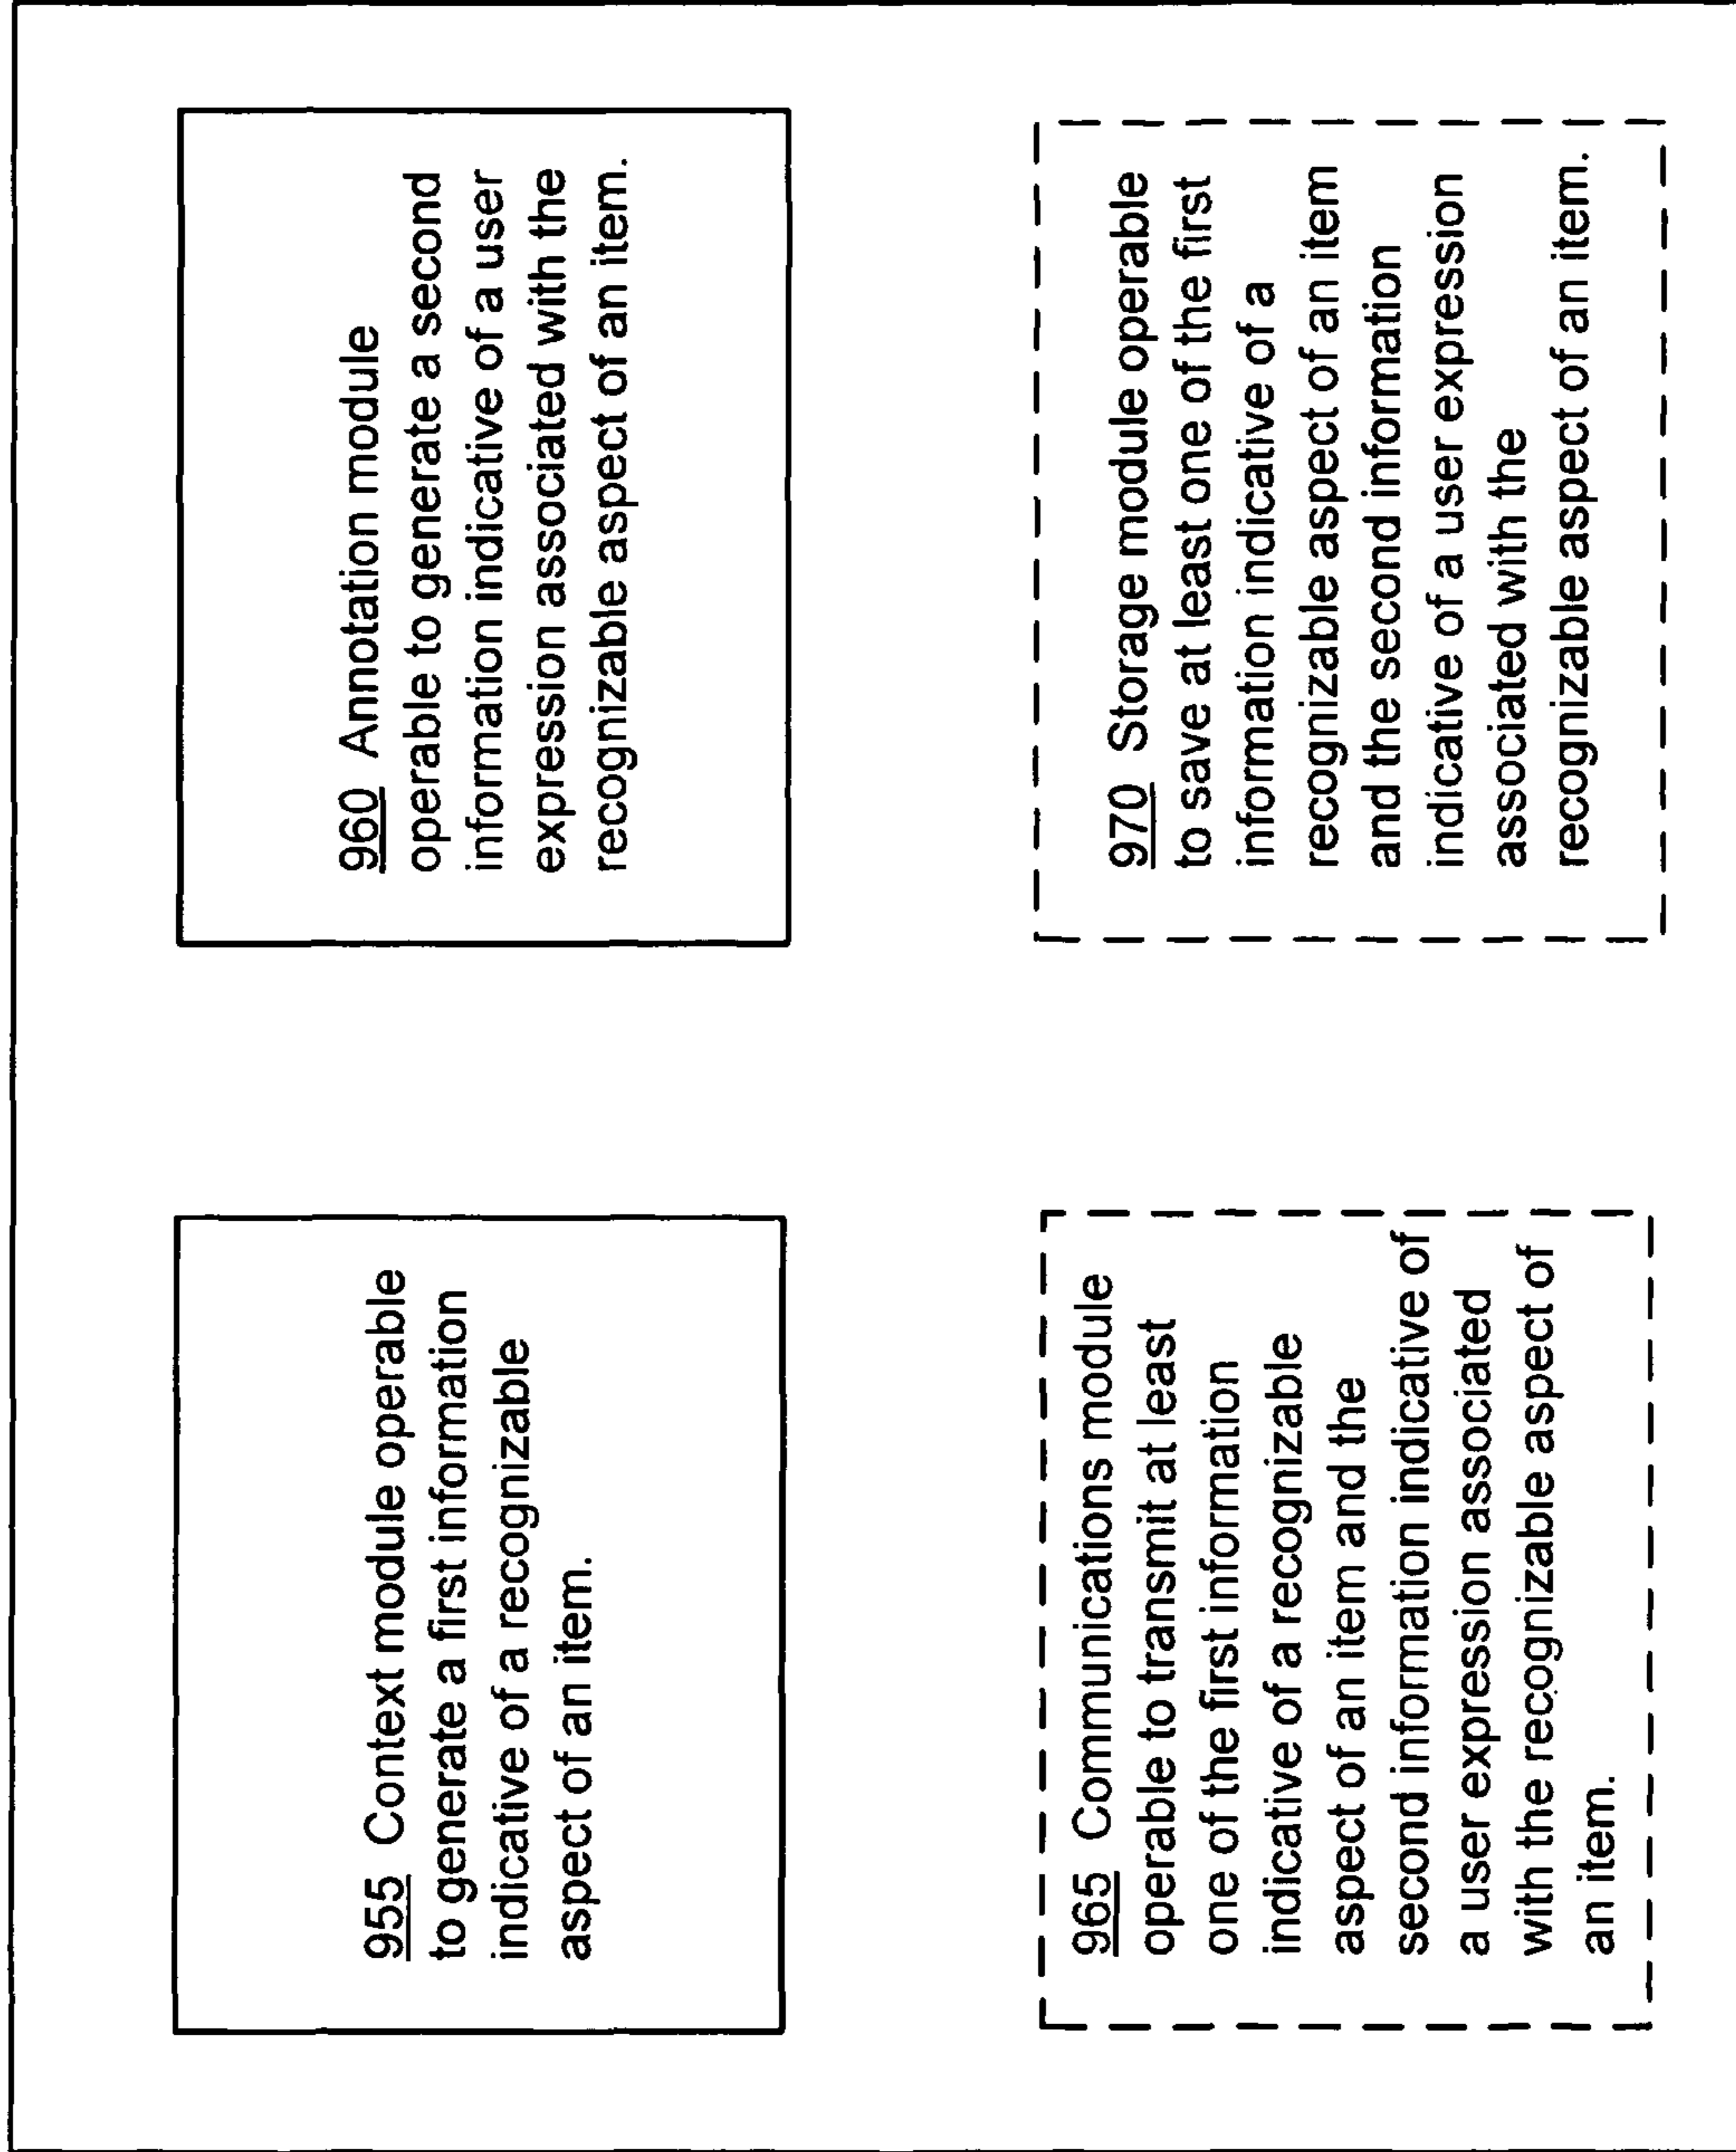 955 Context module operable
to generate a first information
indicative of a recognizable
aspect of an item.
960 Annotation module
operable to generate a second
information indicative of a user
expression associated with the
recognizable aspect of an item.
965 Communications module
operable to transmit at least
one of the first information
indicative of a recognizable
aspect of an item and the
second information indicative of
a user expression associated
with the recognizable aspect of
an item.
970 Storage module operable
to save at least one of the first
information indicative of a
recognizable aspect of an item
and the second information
indicative of a user expression
associated with the
recognizable aspect of an item.